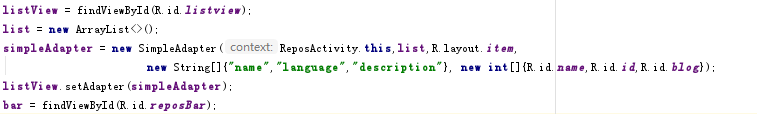 listView = findViewById(R.id.listview);
list = new ArrayList<>();
simpleAdapter = new SimpleAdapter( context: ReposActivity.this,list,R.layout.item,
new String[]{"name","language","description"}, new int[]{R.id.name,R.id.id,R.id.blog});
listView.setAdapter(simpleAdapter);
bar = findViewById(R.id.reposBar);